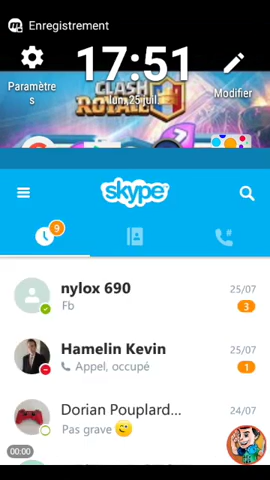 Enregistrement
17:51
Paramètre
s
lun. 25 juil.
Modifier
CLASH
ROYALE
skype
9
nylox 690
25/07
Fb
3
Hamelin Kevin
25/07
Appel, occupé
1
Dorian Pouplard...
24/07
Pas grave
00:00